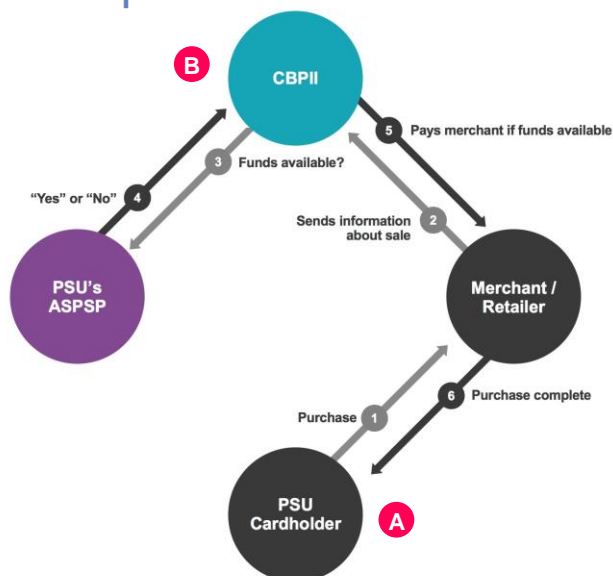 B
CBPII
5
Pays merchant if funds available
3
Funds available?
"Yes" or "No"
4
Sends information
about sale
2
PSU's
ASPSP
Merchant /
Retailer
Purchase
1
6
Purchase complete
PSU
Cardholder
A